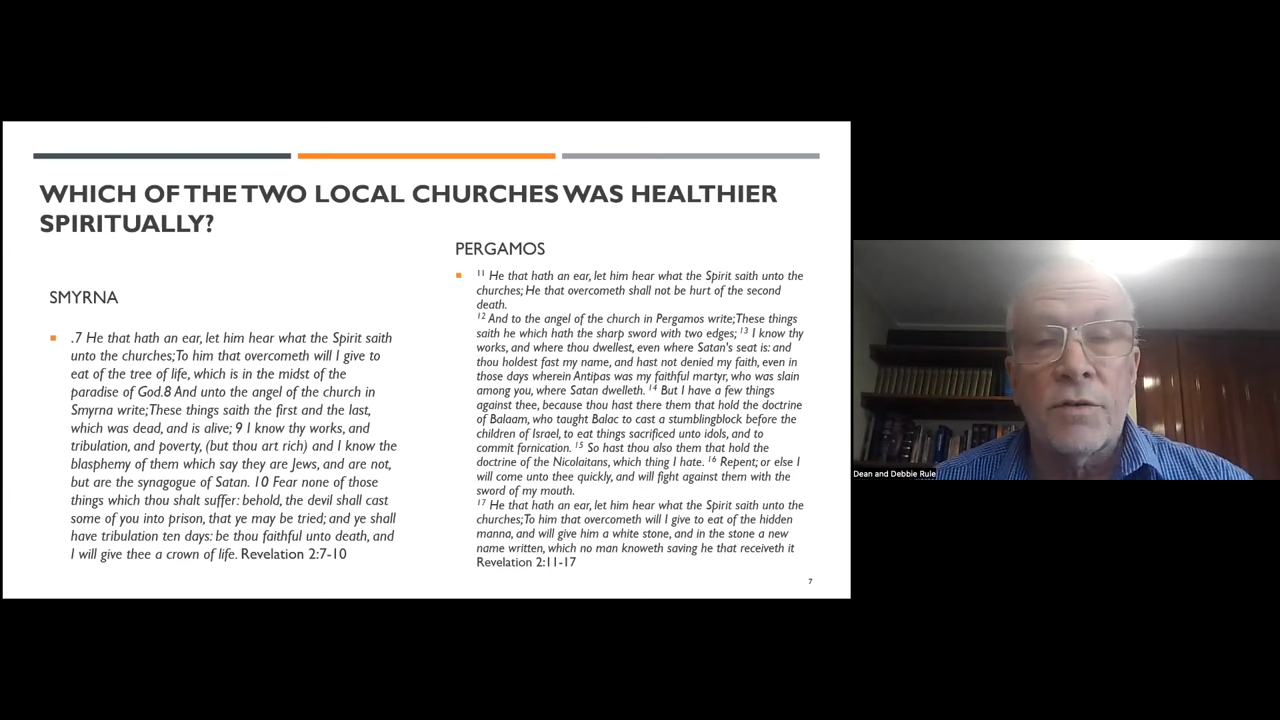 WHICH OF THE TWO LOCAL CHURCHES WAS HEALTHIER
SPIRITUALLY?
SMYRNA
.7 He that hath an ear, let him hear what the Spirit saith
unto the churches;To him that overcometh will I give to
eat of the tree of life, which is in the midst of the
paradise of God.8 And unto the angel of the church in
Smyrna write;These things saith the first and the last,
which was dead, and is alive; 9 I know thy works, and
tribulation, and poverty, (but thou art rich) and I know the
blasphemy of them which say they are Jews, and are not,
but are the synagogue of Satan. 10 Fear none of those
things which thou shalt suffer: behold, the devil shall cast
some of you into prison, that ye may be tried; and ye shall
have tribulation ten days: be thou faithful unto death, and
I will give thee a crown of life. Revelation 2:7-10
PERGAMOS
11 He that hath an ear, let him hear what the Spirit saith unto the
churches; He that overcometh shall not be hurt of the second
death.
12 And to the angel of the church in Pergamos write;These things
saith he which hath the sharp sword with two edges; 13 I know thy
works, and where thou dwellest, even where Satan's seat is: and
thou holdest fast my name, and hast not denied my faith, even in
those days wherein Antipas was my faithful martyr, who was slain
among you, where Satan dwelleth. 14 But I have a few things
against thee, because thou hast there them that hold the doctrine
of Balaam, who taught Balac to cast a stumblingblock before the
children of Israel, to eat things sacrificed unto idols, and to
commit fornication. 15 So hast thou also them that hold the
doctrine of the Nicolaitans, which thing I hate. 16 Repent; or else I
will come unto thee quickly, and will fight against them with the
sword of my mouth.
17 He that hath an ear, let him hear what the Spirit saith unto the
churches;To him that overcometh will I give to eat of the hidden
manna, and will give him a white stone, and in the stone a new
name written, which no man knoweth saving he that receiveth it
Revelation 2:11-17
7
Dean and Debbie Rule